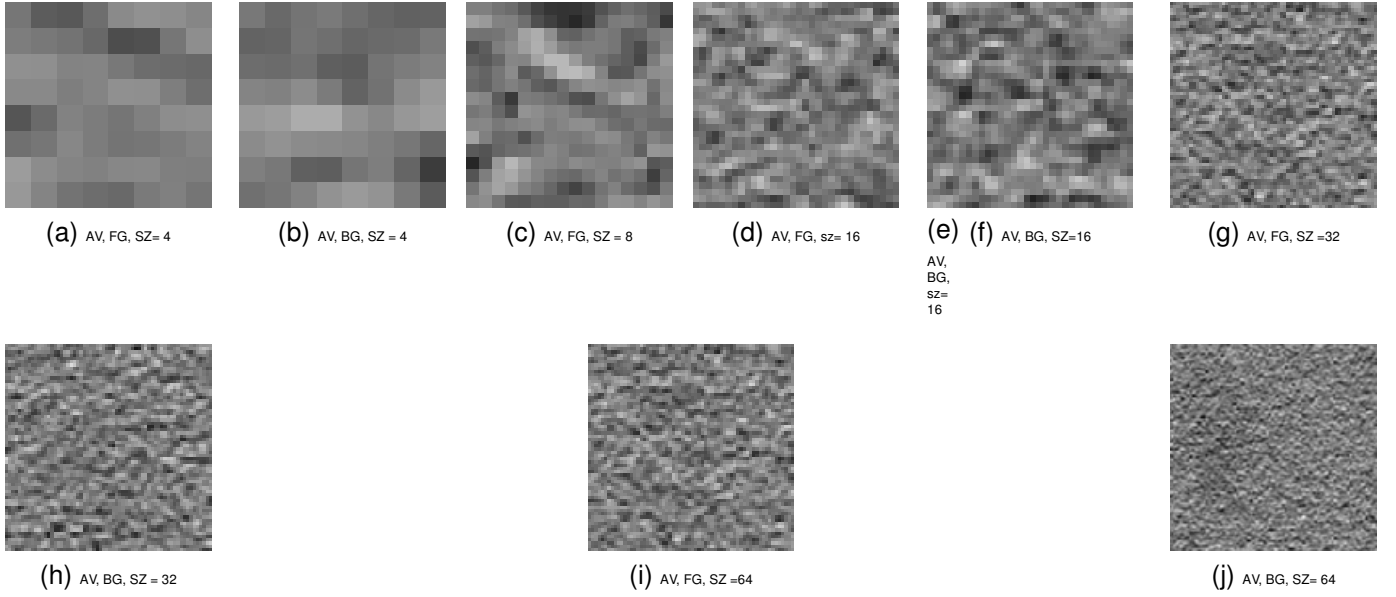 (a) AV, FG, SZ= 4
(b) AV, BG, SZ = 4
(c) AV, FG, SZ = 8
(d) AV, FG, sz= 16
(e) AV,
BG,
sz=
16
(f) AV, BG, SZ=16
(g) AV, FG, SZ =32
(h) AV, BG, SZ = 32
(i) AV, FG, SZ =64
(j) AV, BG, SZ= 64